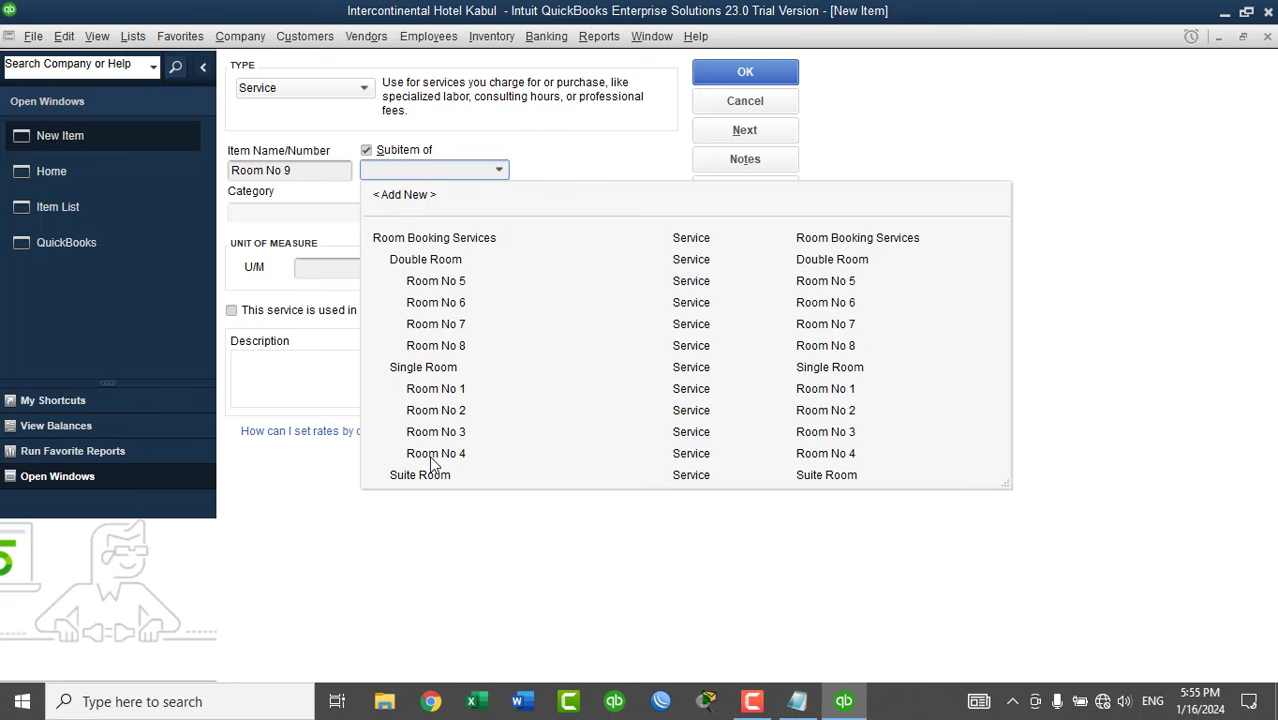 Intercontinental Hotel Kabul - Intuit QuickBooks Enterprise Solutions 23.0 Trial Version - [New Item]
File Edit View Lists Favorites Company Customers Vendors Employees Inventory Banking Reports Window Help
Search Company or Help
Open Windows
New Item
Home
Item List
QuickBooks
My Shortcuts
View Balances
Run Favorite Reports
Open Windows
TYPE
Service
Use for services you charge for or purchase, like
specialized labor, consulting hours, or professional
fees.
OK
Cancel
Next
Notes
Item Name/Number
Subitem of
Room No 9
Category
UNIT OF MEASURE
U/M
This service is used in
Description
How can I set rates by c
< Add New >
Room Booking Services Service Room Booking Services
Double Room Service Double Room
Room No 5 Service Room No 5
Room No 6 Service Room No 6
Room No 7 Service Room No 7
Room No 8 Service Room No 8
Single Room Service Single Room
Room No 1 Service Room No 1
Room No 2 Service Room No 2
Room No 3 Service Room No 3
Room No 4 Service Room No 4
Suite Room Service Suite Room
Type here to search
ENG
5:55 PM
1/16/2024